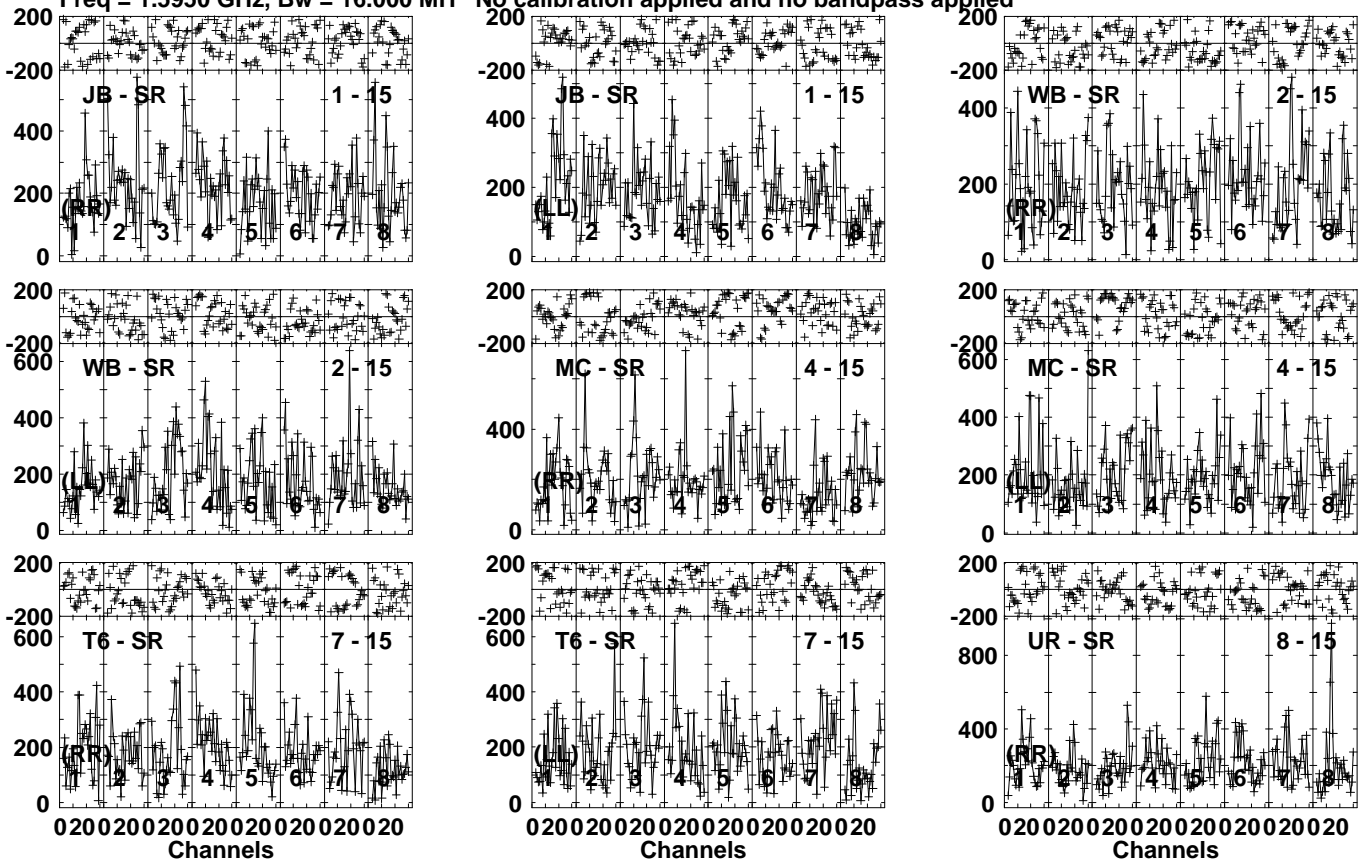 Freq = 1.5950 GHz, Bw = 16.000 MH No calibration applied and no bandpass applied
200 200 200
-200 -200 -200
JB - SR 1 - 15 JB - SR 1 - 15 WB - SR 2 - 15
400 400 400
200 200 200
(RR) (LL) (RR)
1 2 3 4 5 6 7 8 1 2 3 4 5 6 7 8 1 2 3 4 5 6 7 8
0 0 0
200 200 200
-200 -200 -200
600 WB - SR 2 - 15 MC - SR 4 - 15 600 MC - SR 4 - 15
400 400 400
200 200
(LL) (RR) (LL)
1 2 3 4 5 6 7 8 1 2 3 4 5 6 7 8 1 2 3 4 5 6 7 8
0 0 0
200 200 200
-200 -200 -200
600 T6 - SR 7 - 15 600 T6 - SR 7 - 15 UR - SR 8 - 15
800
400 400 400
200 200
(RR) (LL) (RR)
1 2 3 4 5 6 7 8 1 2 3 4 5 6 7 8 1 2 3 4 5 6 7 8
0 0 0
0 20 0 20 0 20 0 20 0 20 0 20 0 20 0 20 0 20 0 20 0 20 0 20 0 20 0 20 0 20 0 20 0 20 0 20 0 20 0 20 0 20 0 20 0 20 0 20
Channels Channels Channels